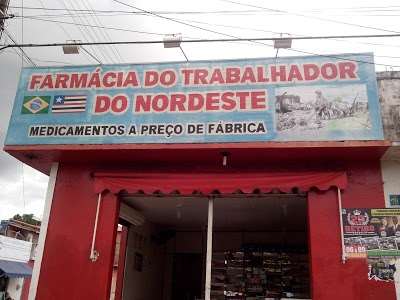 FARMÁCIA DO TRABALHADOR
DO NORDESTE
MEDICAMENTOS A PREÇO DE FÁBRICA